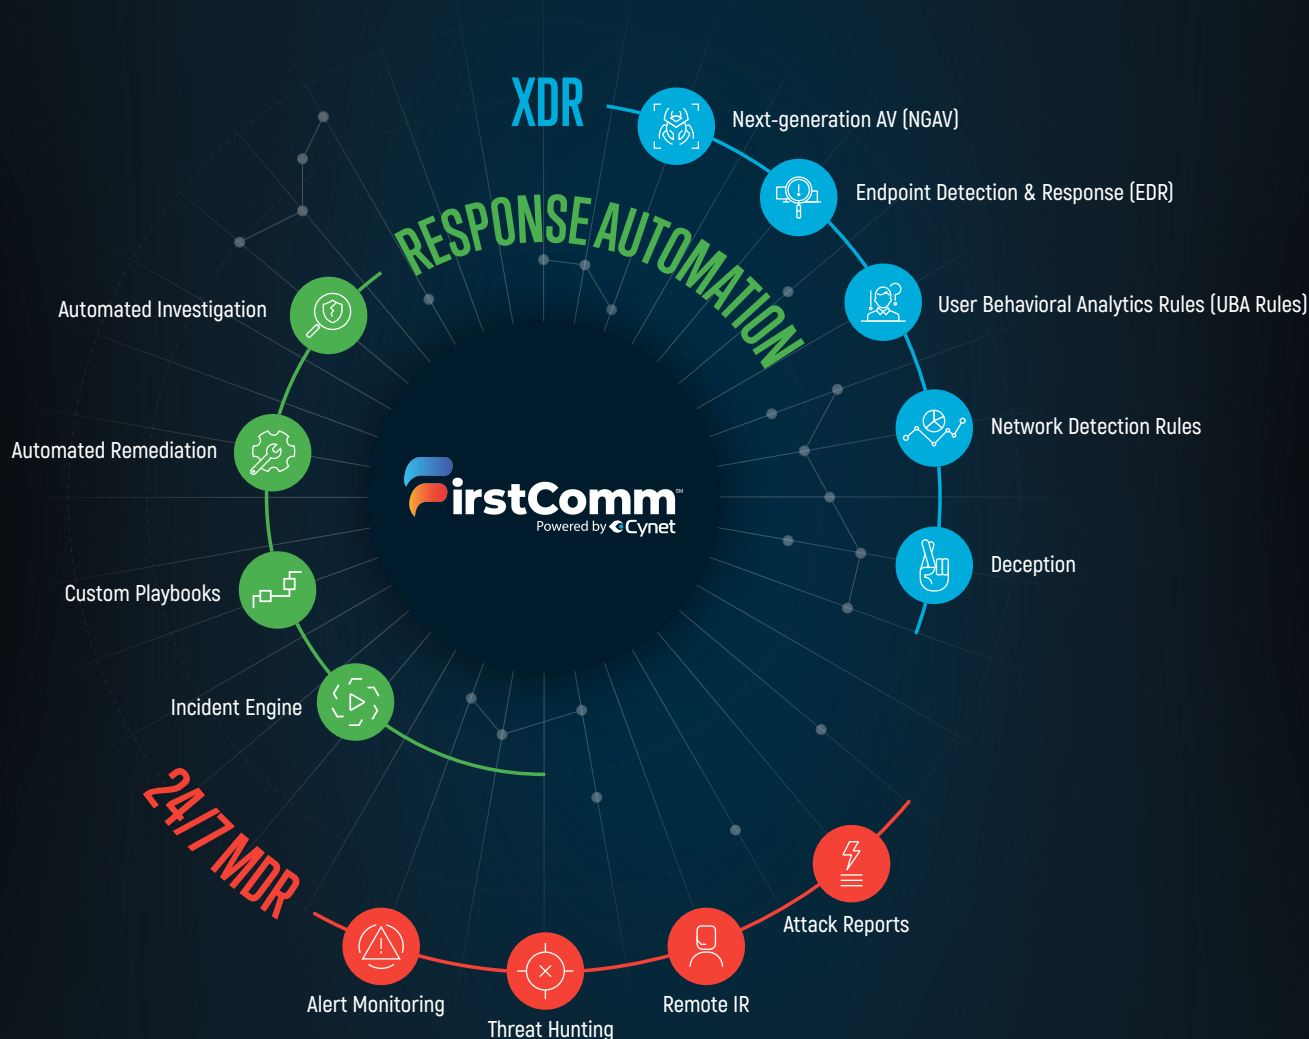 XDR
Next-generation AV (NGAV)
Endpoint Detection & Response (EDR)
User Behavioral Analytics Rules (UBA Rules)
Network Detection Rules
Deception
RESPONSE AUTOMATION
Automated Investigation
Automated Remediation
Custom Playbooks
Incident Engine
FirstComm℠
Powered by Cynet
24/7 MDR
Alert Monitoring
Threat Hunting
Remote IR
Attack Reports